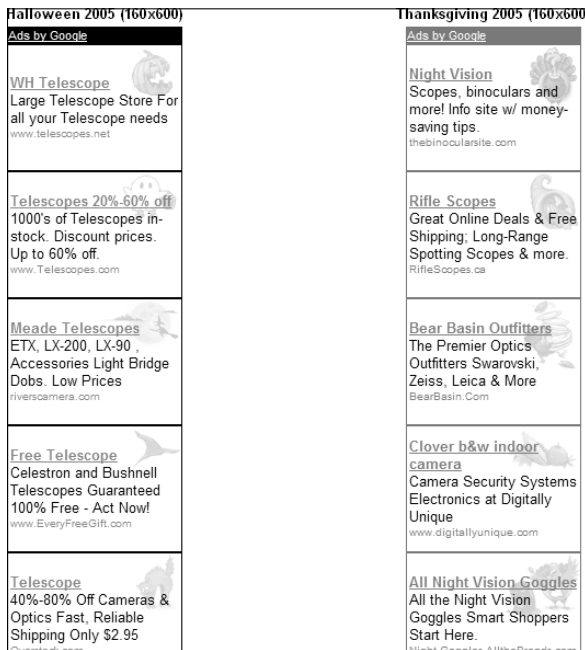 Halloween 2005 (160x600)
Ads by Google
WH Telescope
Large Telescope Store For
all your Telescope needs
www.telescopes.net
Telescopes 20%-60% off
1000's of Telescopes in-
stock. Discount prices.
Up to 60% off.
www.Telescopes.com
Meade Telescopes
ETX, LX-200, LX-90 ,
Accessories Light Bridge
Dobs. Low Prices
riverscamera.com
Free Telescope
Celestron and Bushnell
Telescopes Guaranteed
100% Free - Act Now!
www.EveryFreeGift.com
Telescope
40%-80% Off Cameras &
Optics Fast, Reliable
Shipping Only $2.95
Overstock.com
Thanksgiving 2005 (160x600
Ads by Google
Night Vision
Scopes, binoculars and
more! Info site w/ money-
saving tips.
thebinocularsite.com
Rifle Scopes
Great Online Deals & Free
Shipping; Long-Range
Spotting Scopes & more.
RifleScopes.ca
Bear Basin Outfitters
The Premier Optics
Outfitters Swarovski,
Zeiss, Leica & More
BearBasin.Com
Clover b&w indoor
camera
Camera Security Systems
Electronics at Digitally
Unique
www.digitallyunique.com
All Night Vision Goggles
All the Night Vision
Goggles Smart Shoppers
Start Here.